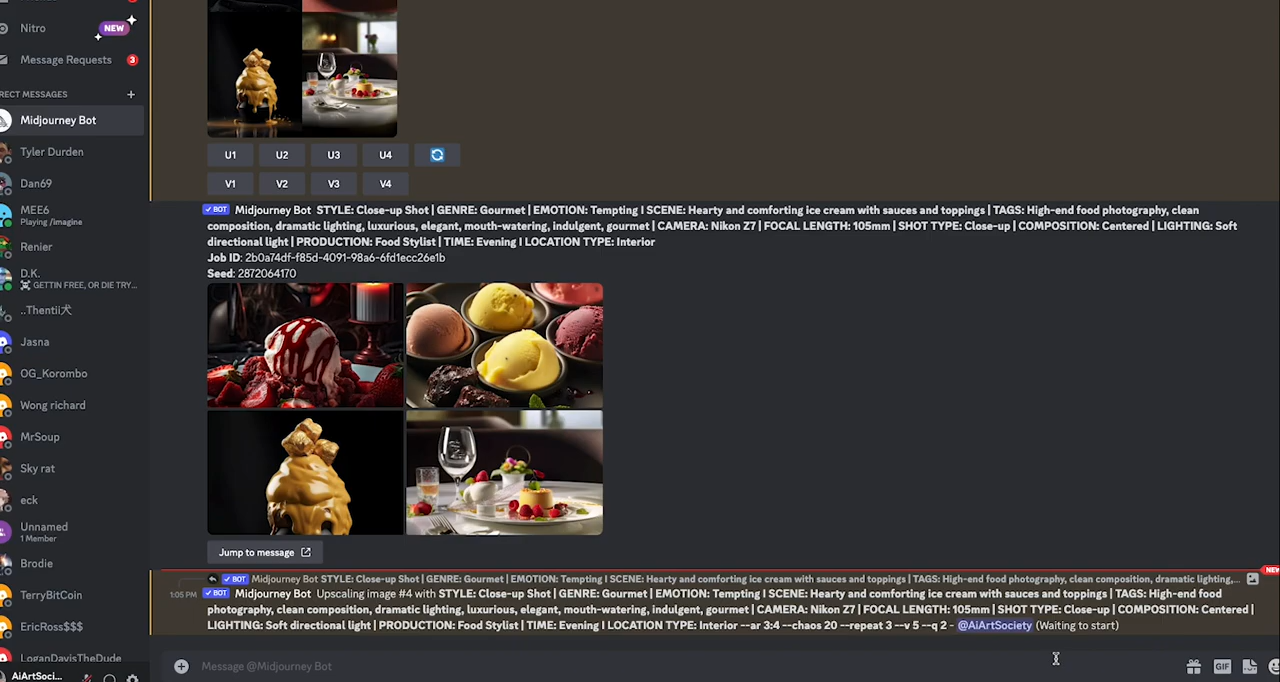 Nitro
NEW
Message Requests
3
RECT MESSAGES
+
Midjourney Bot
Tyler Durden
Dan69
MEE6
Playing /imagine
Renier
D.K.
GETTIN FREE, OR DIE TRY...
..Thentii犬
Jasna
OG_Korombo
Wong richard
MrSoup
Sky rat
eck
Unnamed
1 Member
Brodie
TerryBitCoin
EricRoss$$$
LoganDavisTheDude
AiArtSoci...
U1 U2 U3 U4
V1 V2 V3 V4
✓ BOT Midjourney Bot STYLE: Close-up Shot | GENRE: Gourmet | EMOTION: Tempting I SCENE: Hearty and comforting ice cream with sauces and toppings | TAGS: High-end food photography, clean
composition, dramatic lighting, luxurious, elegant, mouth-watering, indulgent, gourmet | CAMERA: Nikon Z7 | FOCAL LENGTH: 105mm | SHOT TYPE: Close-up | COMPOSITION: Centered | LIGHTING: Soft
directional light | PRODUCTION: Food Stylist | TIME: Evening I LOCATION TYPE: Interior
Job ID: 2b0a74df-f85d-4091-98a6-6fd1ecc26e1b
Seed: 2872064170
Jump to message
NEW
✓ BOT Midjourney Bot STYLE: Close-up Shot | GENRE: Gourmet | EMOTION: Tempting I SCENE: Hearty and comforting ice cream with sauces and toppings | TAGS: High-end food photography, clean composition, dramatic lighting,...
1:05 PM ✓ BOT Midjourney Bot Upscaling image #4 with STYLE: Close-up Shot | GENRE: Gourmet | EMOTION: Tempting I SCENE: Hearty and comforting ice cream with sauces and toppings | TAGS: High-end food
photography, clean composition, dramatic lighting, luxurious, elegant, mouth-watering, indulgent, gourmet | CAMERA: Nikon Z7 | FOCAL LENGTH: 105mm | SHOT TYPE: Close-up | COMPOSITION: Centered |
LIGHTING: Soft directional light | PRODUCTION: Food Stylist | TIME: Evening I LOCATION TYPE: Interior --ar 3:4 --chaos 20 --repeat 3 --v 5 --q 2 - @AiArtSociety (Waiting to start)
Message @Midjourney Bot
GIF